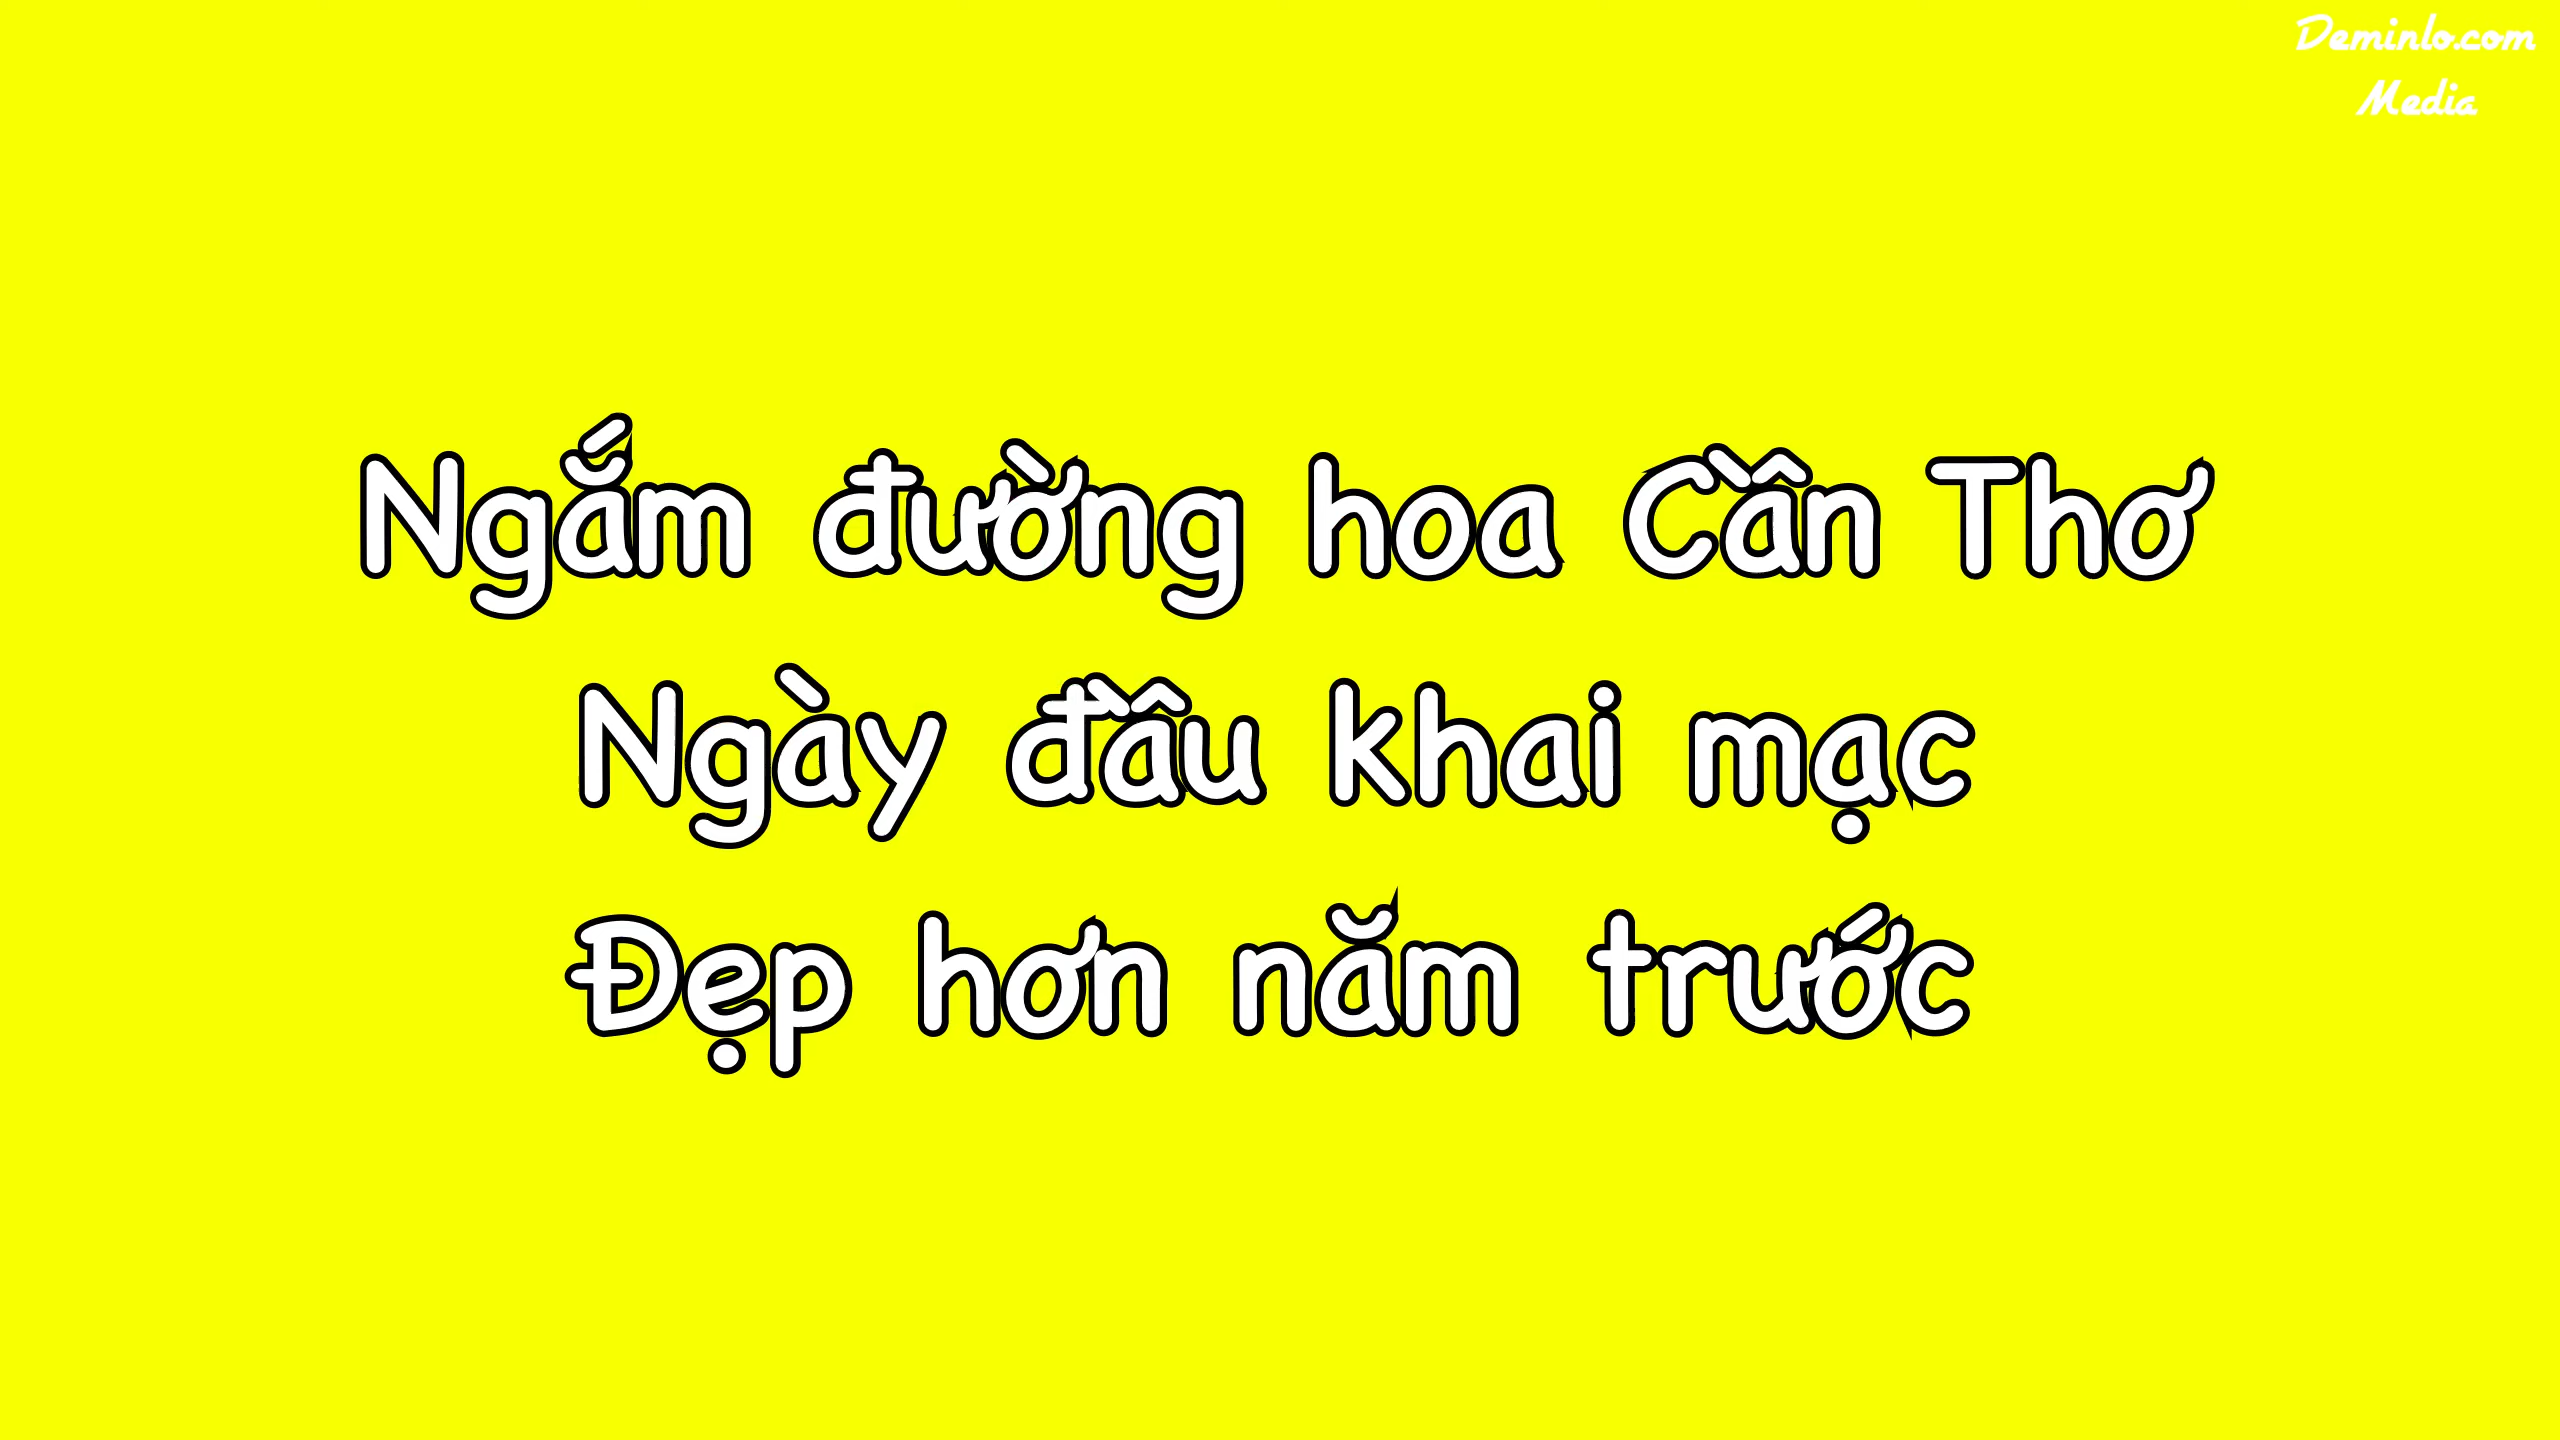 Deminlo.com
Media
Ngắm đường hoa Cần Thơ
Ngày đầu khai mạc
Đẹp hơn năm trước